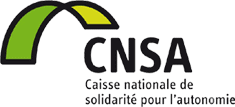 CNSA
Caisse nationale de
solidarité pour l'autonomie